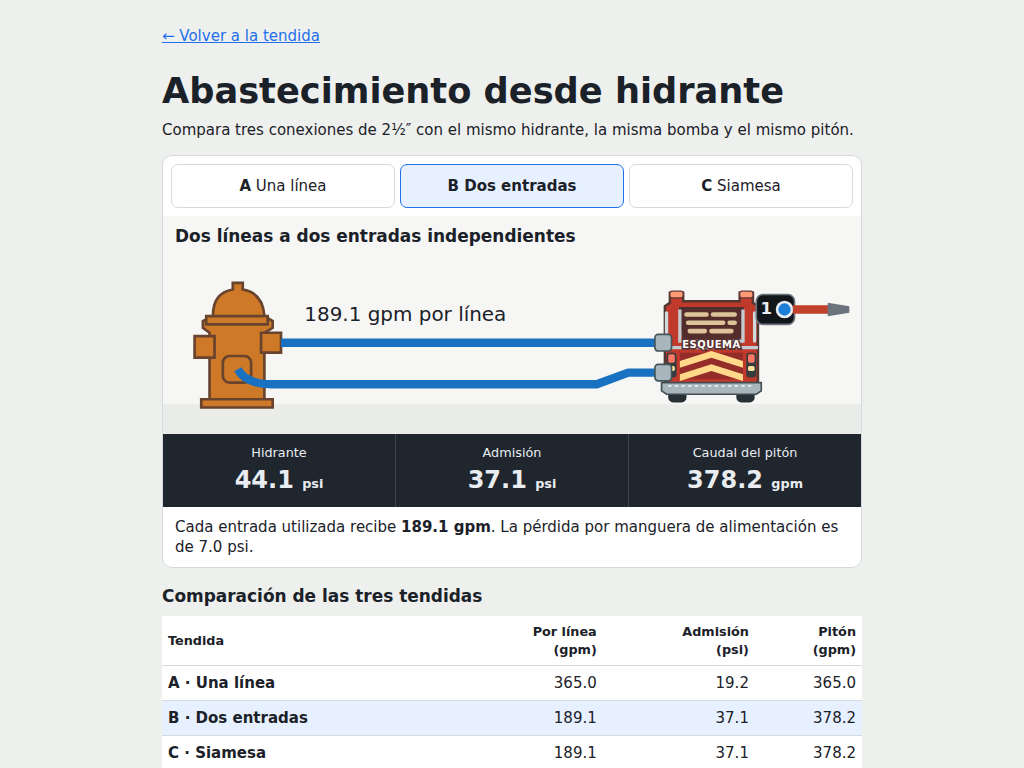 ← Volver a la tendida
Abastecimiento desde hidrante
Compara tres conexiones de 2½″ con el mismo hidrante, la misma bomba y el mismo pitón.
A Una línea
B Dos entradas
C Siamesa
Dos líneas a dos entradas independientes
189.1 gpm por línea
1
ESQUEMA
Hidrante
44.1 psi
Admisión
37.1 psi
Caudal del pitón
378.2 gpm
Cada entrada utilizada recibe 189.1 gpm. La pérdida por manguera de alimentación es
de 7.0 psi.
Comparación de las tres tendidas
Tendida Por línea (gpm) Admisión (psi) Pitón (gpm)
A · Una línea 365.0 19.2 365.0
B · Dos entradas 189.1 37.1 378.2
C · Siamesa 189.1 37.1 378.2